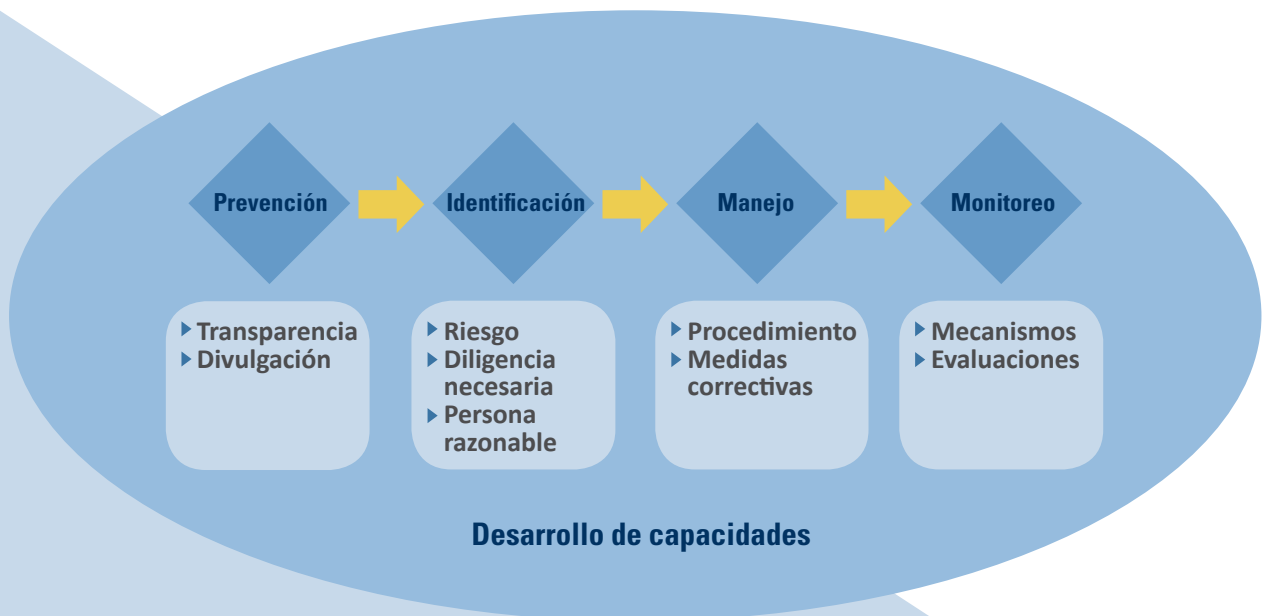 Prevención
Identificación
Manejo
Monitoreo
Transparencia
Divulgación
Riesgo
Diligencia
necesaria
Persona
razonable
Procedimiento
Medidas
correctivas
Mecanismos
Evaluaciones
Desarrollo de capacidades